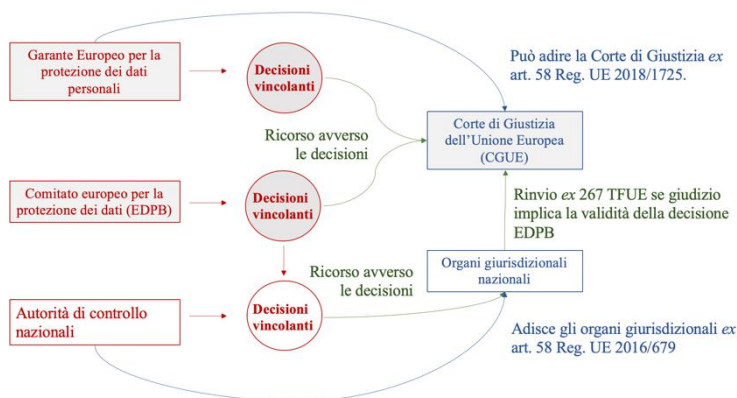 Garante Europeo per la
protezione dei dati
personali
Decisioni
vincolanti
Può adire la Corte di Giustizia ex
art. 58 Reg. UE 2018/1725.
Ricorso avverso
le decisioni
Corte di Giustizia
dell'Unione Europea
(CGUE)
Comitato europeo per la
protezione dei dati (EDPB)
Decisioni
vincolanti
Rinvio ex 267 TFUE se giudizio
implica la validità della decisione
EDPB
Ricorso avverso
le decisioni
Organi giurisdizionali
nazionali
Autorità di controllo
nazionali
Decisioni
vincolanti
Adisce gli organi giurisdizionali ex
art. 58 Reg. UE 2016/679